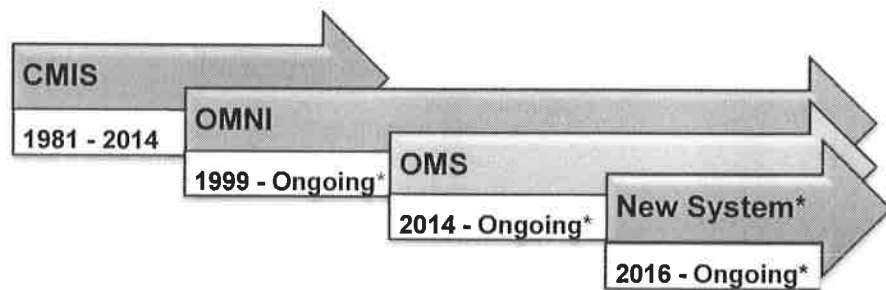 CMIS
1981 - 2014
OMNI
1999 - Ongoing*
OMS
2014 - Ongoing*
New System*
2016 - Ongoing*